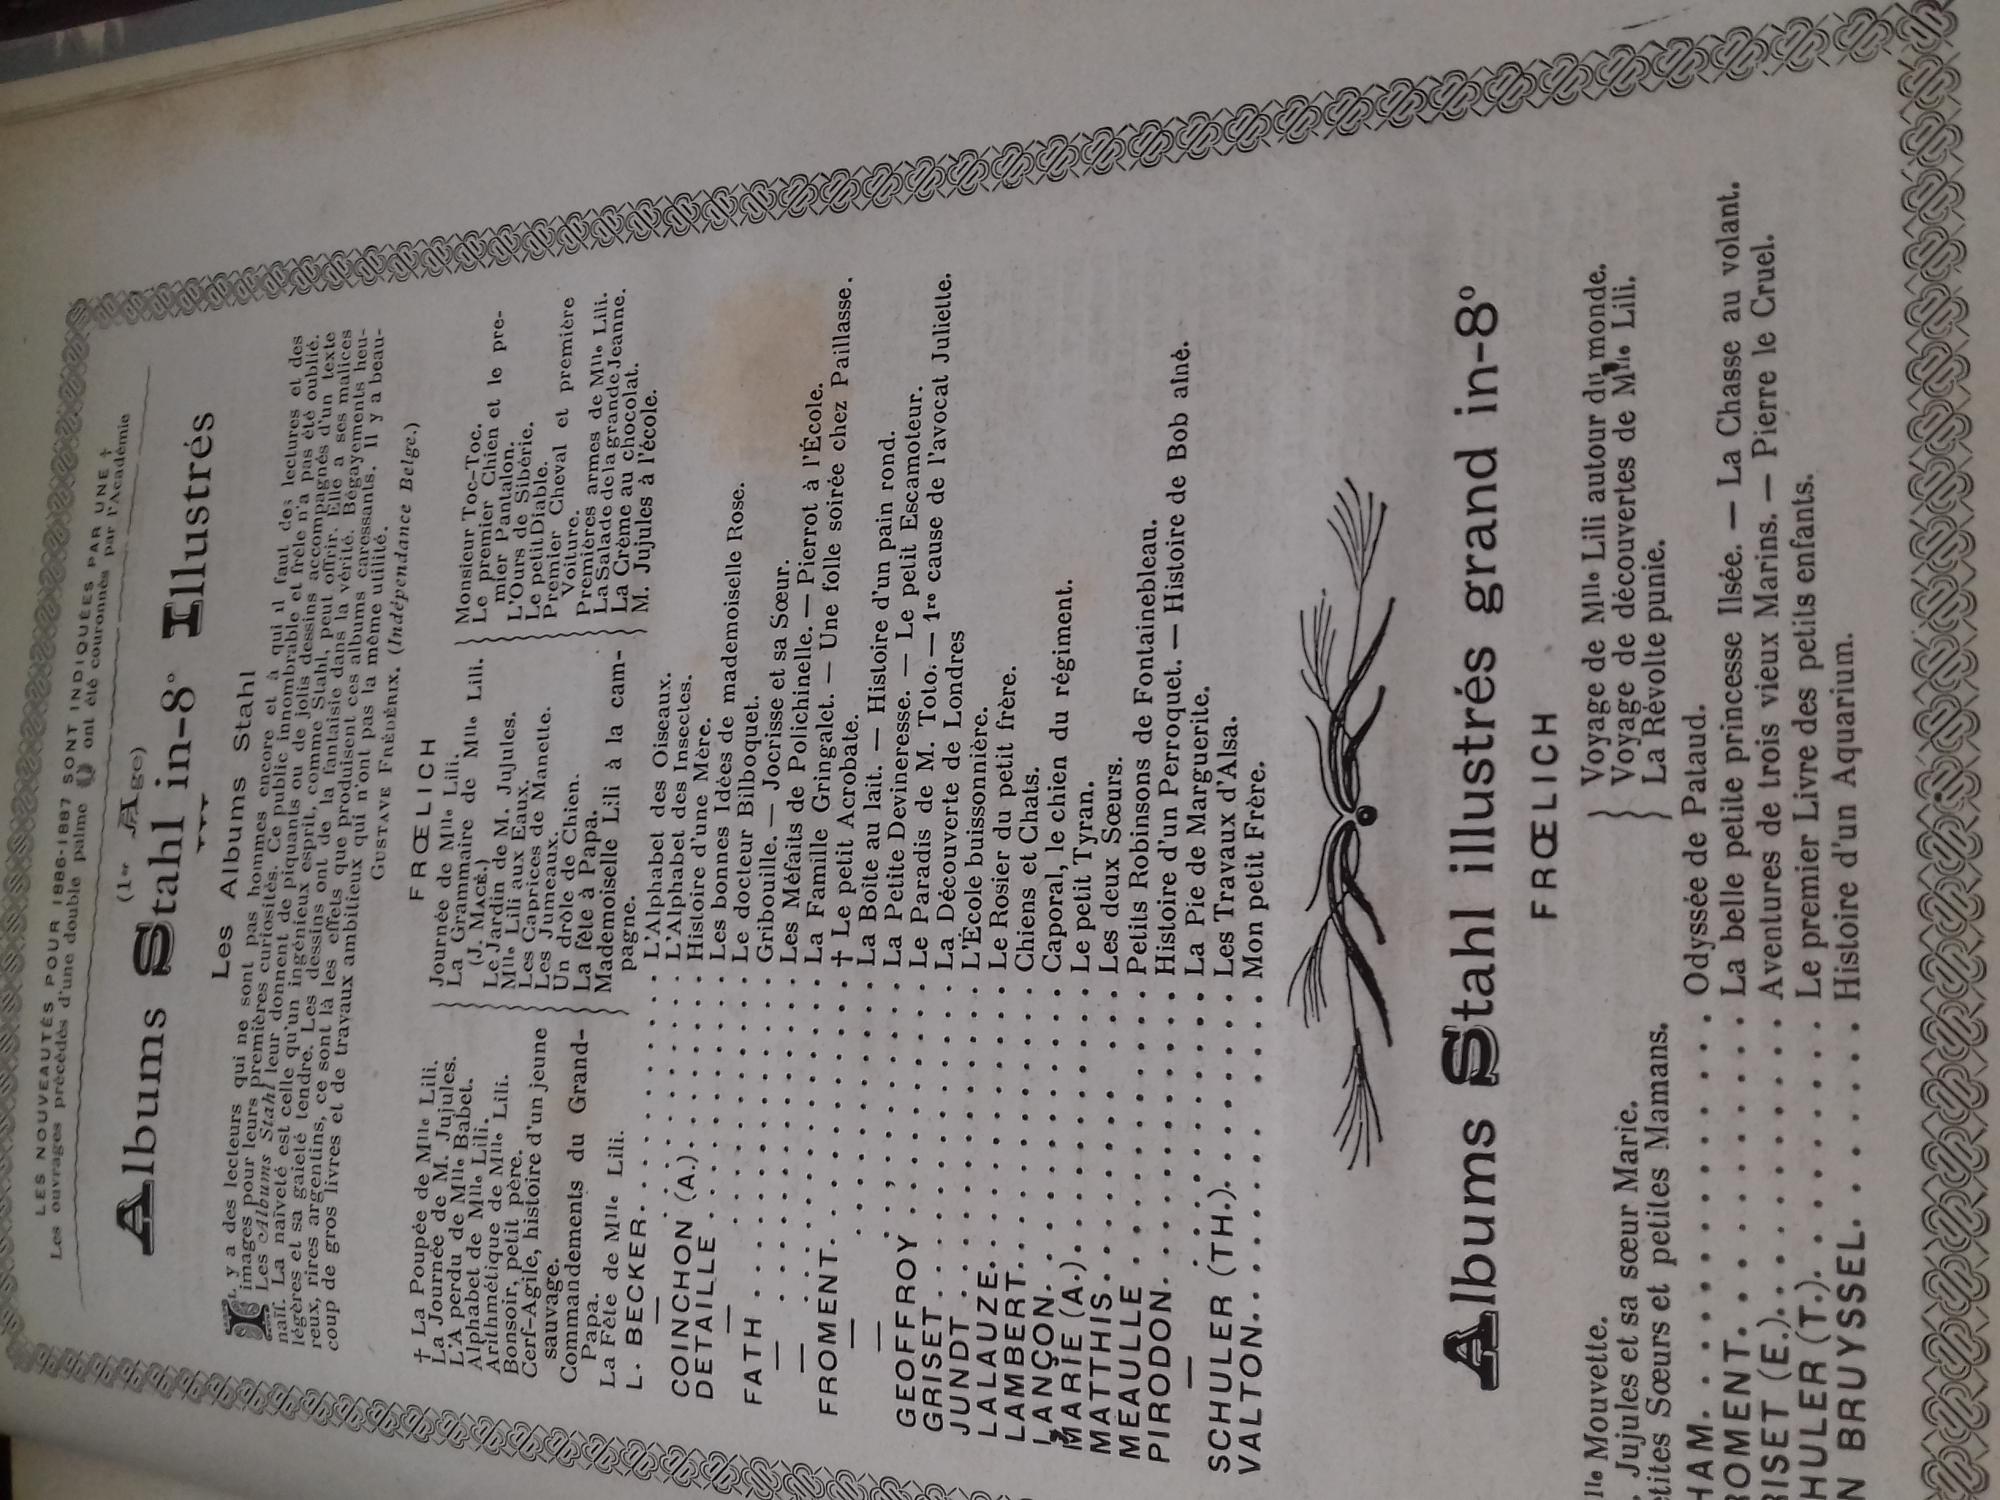 LES NOUVEAUTÉS POUR 1886-1887 SONT INDIQUÉES PAR UNE †
Les ouvrages précédés d'une double palme ont été couronnés par l'Académie
(1er Age)
Albums Stahl in-8° Illustrés
Les Albums Stahl
IL y a des lecteurs qui ne sont pas hommes encore et à qui il faut des lectures et des
images pour leurs premières curiosités. Ce public innombrable et frêle n'a pas été oublié.
Les Albums Stahl leur donnent de piquants ou de jolis dessins accompagnés d'un texte
naïf. La naïveté est celle qu'un ingénieux esprit, comme Stahl, peut offrir. Elle a ses malices
légères et sa gaieté tendre. Les dessins ont de la fantaisie dans la vérité. Bégayements heu-
reux, rires argentins, ce sont là les effets que produisent ces albums caressants. Il y a beau-
coup de gros livres et de travaux ambitieux qui n'ont pas la même utilité.
GUSTAVE FRÉDÉRIX. (Indépendance Belge.)
FRŒLICH
† La Poupée de Mlle Lili.
La Journée de M. Jujules.
L'A perdu de Mlle Babet.
Alphabet de Mlle Lili.
Arithmétique de Mlle Lili.
Bonsoir, petit père.
Cerf-Agile, histoire d'un jeune
sauvage.
Commandements du Grand-
Papa.
La Fête de Mlle Lili.
Journée de Mlle Lili.
La Grammaire de Mlle Lili.
(J. MACÉ.)
Le Jardin de M. Jujules.
Mlle Lili aux Eaux.
Les Caprices de Manette.
Les Jumeaux.
Un drôle de Chien.
La fête à Papa.
Mademoiselle Lili à la cam-
pagne.
Monsieur Toc-Toc.
Le premier Chien et le pre-
mier Pantalon.
L'Ours de Sibérie.
Le petit Diable.
Premier Cheval et première
Voiture.
Premières armes de Mlle Lili.
La Salade de la grande Jeanne.
La Crème au chocolat.
M. Jujules à l'école.
L. BECKER. . . . L'Alphabet des Oiseaux.
— . . . L'Alphabet des Insectes.
COINCHON (A.) . . . Histoire d'une Mère.
DETAILLE . . . Les bonnes Idées de mademoiselle Rose.
— . . . Le docteur Bilboquet.
FATH . . . Gribouille. — Jocrisse et sa Sœur.
— . . . Les Méfaits de Polichinelle. — Pierrot à l'École.
— . . . La Famille Gringalet. — Une folle soirée chez Paillasse.
FROMENT. . . . † Le petit Acrobate.
— . . . La Boîte au lait. — Histoire d'un pain rond.
— . . . La Petite Devineresse. — Le petit Escamoteur.
GEOFFROY . . . Le Paradis de M. Toto. — 1re cause de l'avocat Juliette.
GRISET . . . La Découverte de Londres
JUNDT . . . L'École buissonnière.
LALAUZE. . . . Le Rosier du petit frère.
LAMBERT. . . . Chiens et Chats.
LANÇON. . . . Caporal, le chien du régiment.
MARIE (A.) . . . Le petit Tyran.
MATTHIS. . . . Les deux Sœurs.
MÉAULLE . . . Petits Robinsons de Fontainebleau.
PIRODON. . . . Histoire d'un Perroquet. — Histoire de Bob aîné.
— . . . La Pie de Marguerite.
SCHULER (TH.). . . . Les Travaux d'Alsa.
VALTON. . . . Mon petit Frère.
Albums Stahl illustrés grand in-8°
FRŒLICH
lle Mouvette.
Jujules et sa sœur Marie.
etites Sœurs et petites Mamans.
Voyage de Mlle Lili autour du monde.
Voyage de découvertes de Mlle Lili.
La Révolte punie.
HAM. . . . Odyssée de Pataud.
ROMENT. . . . La belle petite princesse Ilsée. — La Chasse au volant.
RISET (E.). . . . Aventures de trois vieux Marins. — Pierre le Cruel.
HULER (T.). . . . Le premier Livre des petits enfants.
N BRUYSSEL. . . . Histoire d'un Aquarium.